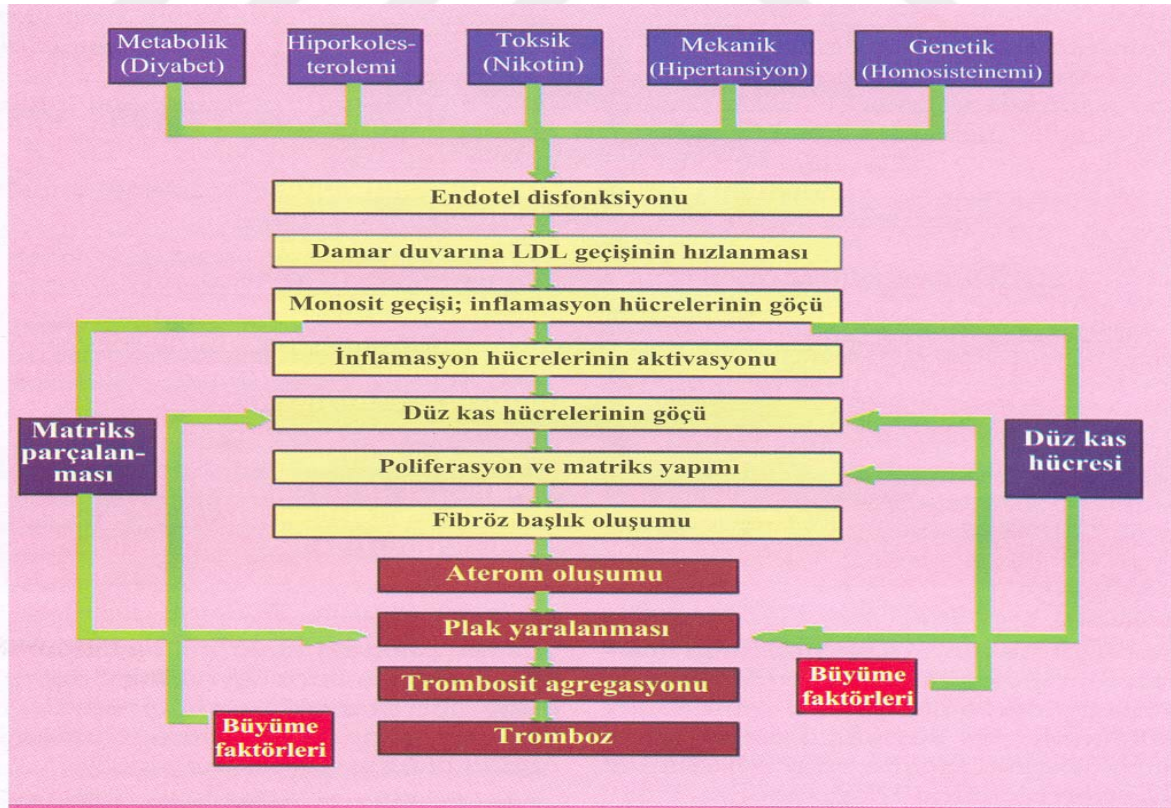 Metabolik
(Diyabet)
Hiporkoles-
terolemi
Toksik
(Nikotin)
Mekanik
(Hipertansiyon)
Genetik
(Homosisteinemi)
Endotel disfonksiyonu
Damar duvarına LDL geçişinin hızlanması
Monosit geçişi; inflamasyon hücrelerinin göçü
İnflamasyon hücrelerinin aktivasyonu
Düz kas hücrelerinin göçü
Matriks
parçalan-
ması
Düz kas
hücresi
Poliferasyon ve matriks yapımı
Fibröz başlık oluşumu
Aterom oluşumu
Plak yaralanması
Trombosit agregasyonu
Büyüme
faktörleri
Büyüme
faktörleri
Tromboz